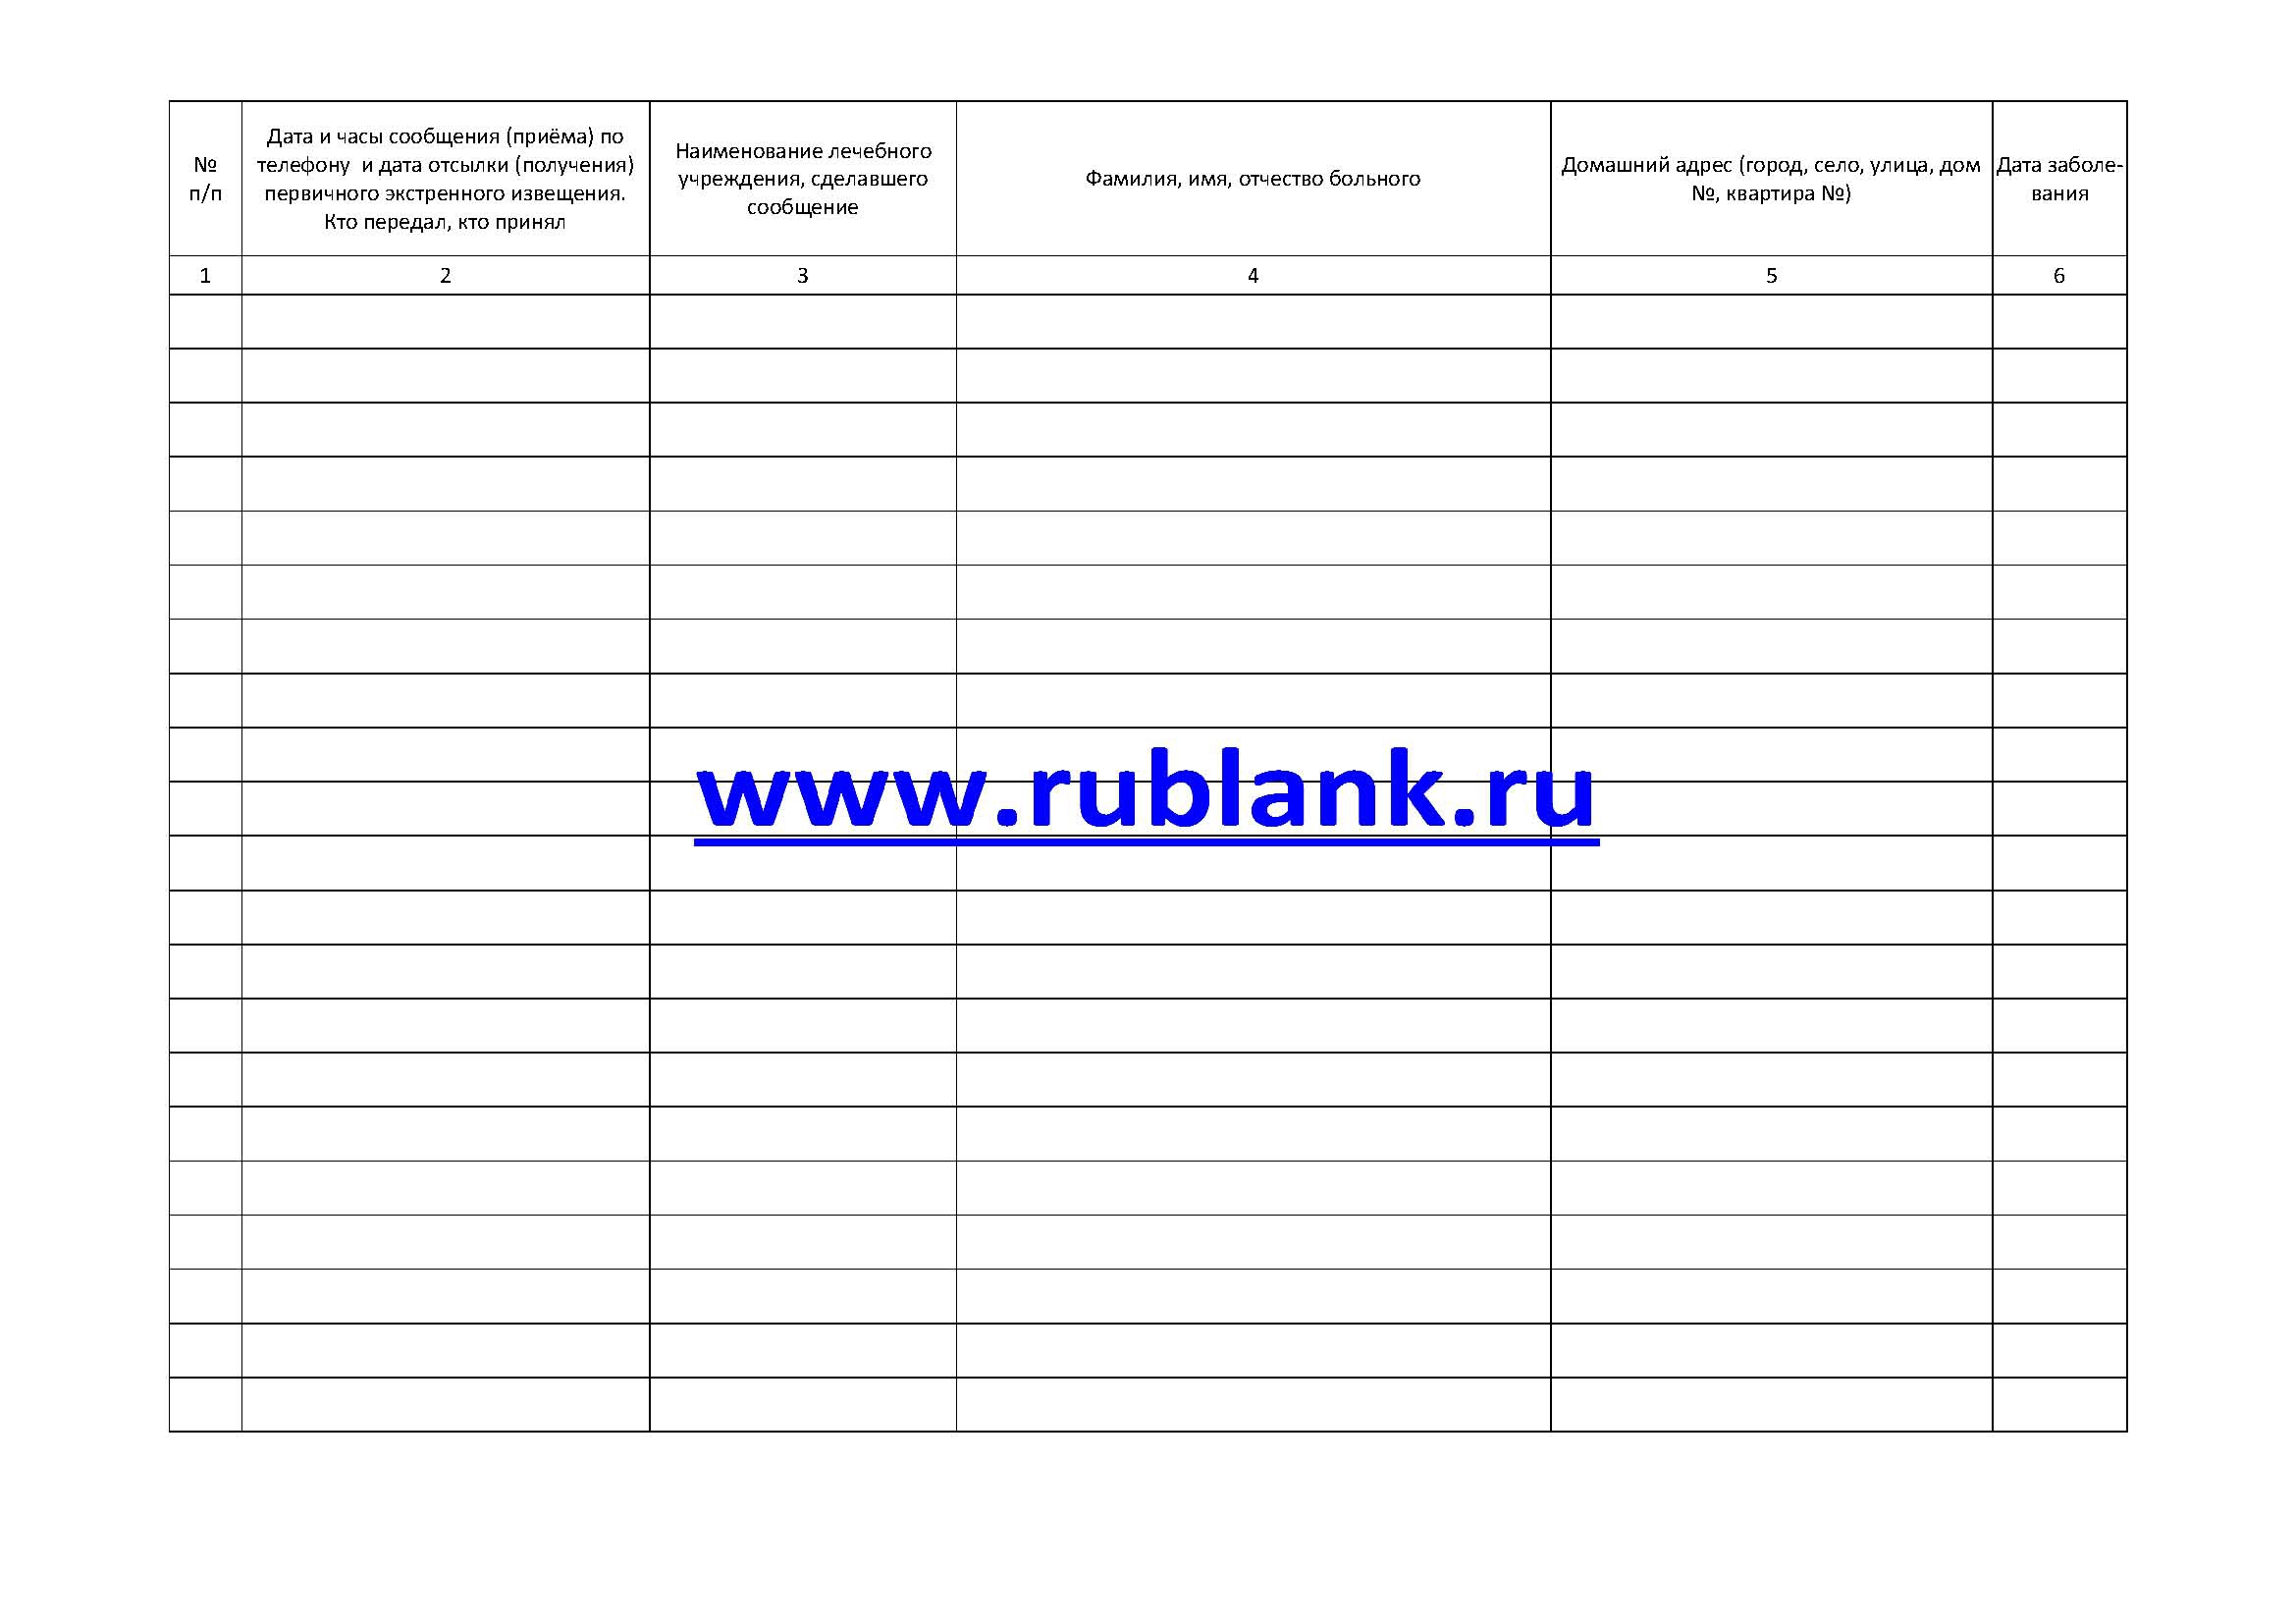 №
п/п
Дата и часы сообщения (приёма) по
телефону  и дата отсылки (получения)
первичного экстренного извещения.
Кто передал, кто принял
Наименование лечебного
учреждения, сделавшего
сообщение
Фамилия, имя, отчество больного
Домашний адрес (город, село, улица, дом
№, квартира №)
Дата заболе-
вания
1
2
3
4
5
6
www.rublank.ru